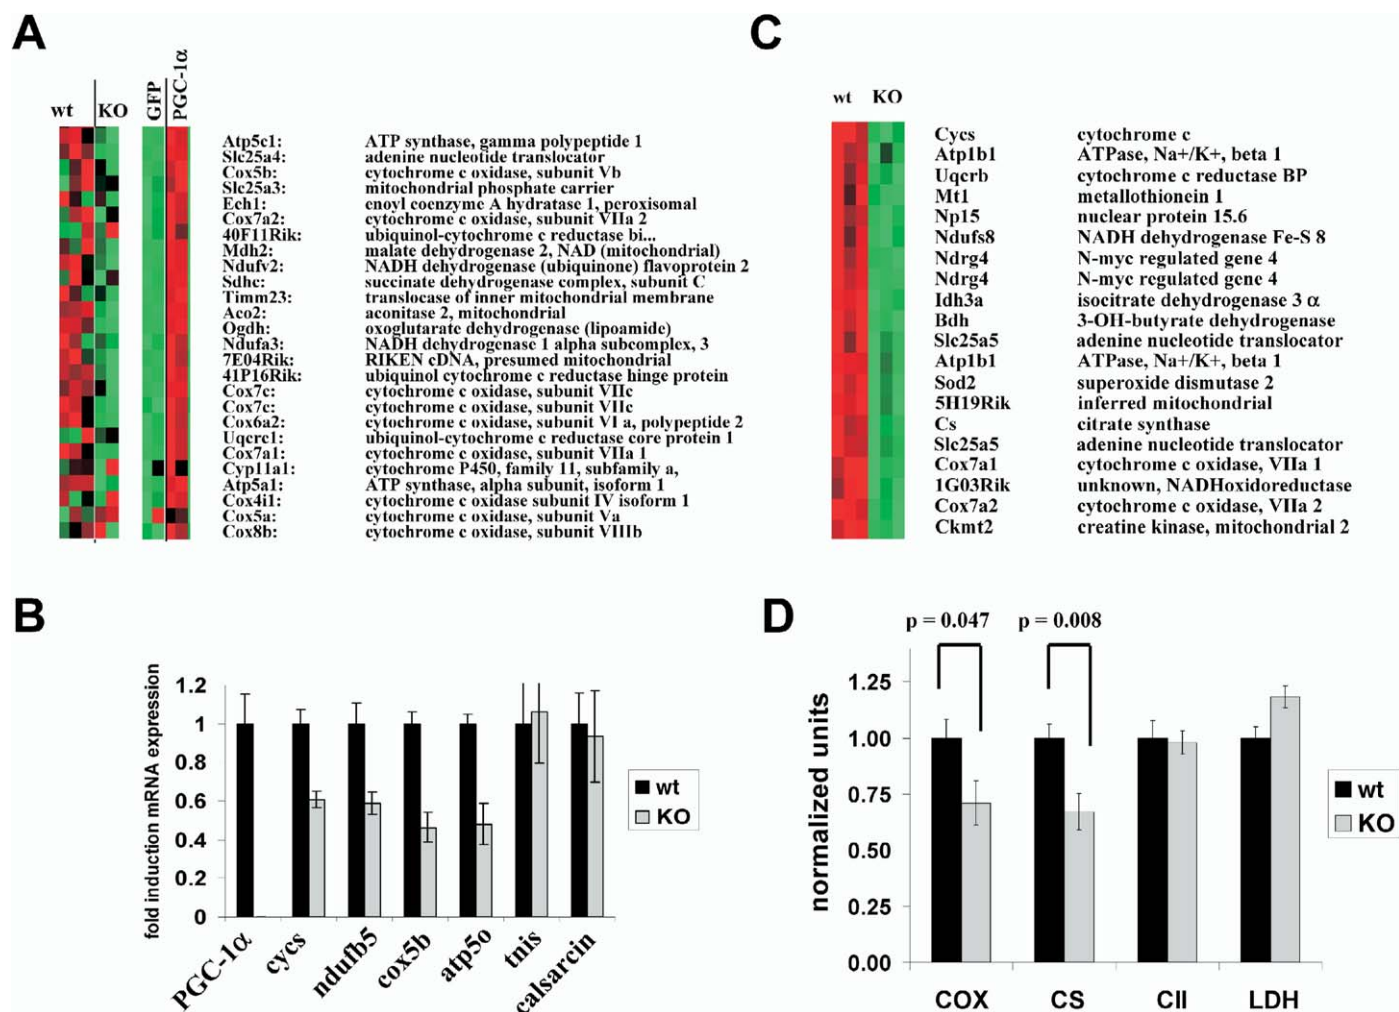 A
wt KO GFP PGC-1α
Atp5c1: ATP synthase, gamma polypeptide 1
Slc25a4: adenine nucleotide translocator
Cox5b: cytochrome c oxidase, subunit Vb
Slc25a3: mitochondrial phosphate carrier
Ech1: enoyl coenzyme A hydratase 1, peroxisomal
Cox7a2: cytochrome c oxidase, subunit VIIa 2
40F11Rik: ubiquinol-cytochrome c reductase bi...
Mdh2: malate dehydrogenase 2, NAD (mitochondrial)
Ndufv2: NADH dehydrogenase (ubiquinone) flavoprotein 2
Sdhc: succinate dehydrogenase complex, subunit C
Timm23: translocase of inner mitochondrial membrane
Aco2: aconitase 2, mitochondrial
Ogdh: oxoglutarate dehydrogenase (lipoamide)
Ndufa3: NADH dehydrogenase 1 alpha subcomplex, 3
7E04Rik: RIKEN cDNA, presumed mitochondrial
41P16Rik: ubiquinol cytochrome c reductase hinge protein
Cox7c: cytochrome c oxidase, subunit VIIc
Cox7c: cytochrome c oxidase, subunit VIIc
Cox6a2: cytochrome c oxidase, subunit VI a, polypeptide 2
Uqcrc1: ubiquinol-cytochrome c reductase core protein 1
Cox7a1: cytochrome c oxidase, subunit VIIa 1
Cyp11a1: cytochrome P450, family 11, subfamily a,
Atp5a1: ATP synthase, alpha subunit, isoform 1
Cox4i1: cytochrome c oxidase subunit IV isoform 1
Cox5a: cytochrome c oxidase, subunit Va
Cox8b: cytochrome c oxidase, subunit VIIIb
C
wt KO
Cycs cytochrome c
Atp1b1 ATPase, Na+/K+, beta 1
Uqcrb cytochrome c reductase BP
Mt1 metallothionein 1
Np15 nuclear protein 15.6
Ndufs8 NADH dehydrogenase Fe-S 8
Ndrg4 N-myc regulated gene 4
Ndrg4 N-myc regulated gene 4
Idh3a isocitrate dehydrogenase 3 α
Bdh 3-OH-butyrate dehydrogenase
Slc25a5 adenine nucleotide translocator
Atp1b1 ATPase, Na+/K+, beta 1
Sod2 superoxide dismutase 2
5H19Rik inferred mitochondrial
Cs citrate synthase
Slc25a5 adenine nucleotide translocator
Cox7a1 cytochrome c oxidase, VIIa 1
1G03Rik unknown, NADHoxidoreductase
Cox7a2 cytochrome c oxidase, VIIa 2
Ckmt2 creatine kinase, mitochondrial 2
B
fold induction mRNA expression
1.2
1
0.8
0.6
0.4
0.2
0
PGC-1α cycs ndufb5 cox5b atp5o tnis calsarcin
wt
KO
D
p = 0.047 p = 0.008
normalized units
1.25
1.00
0.75
0.50
0.25
0.00
COX CS CII LDH
wt
KO